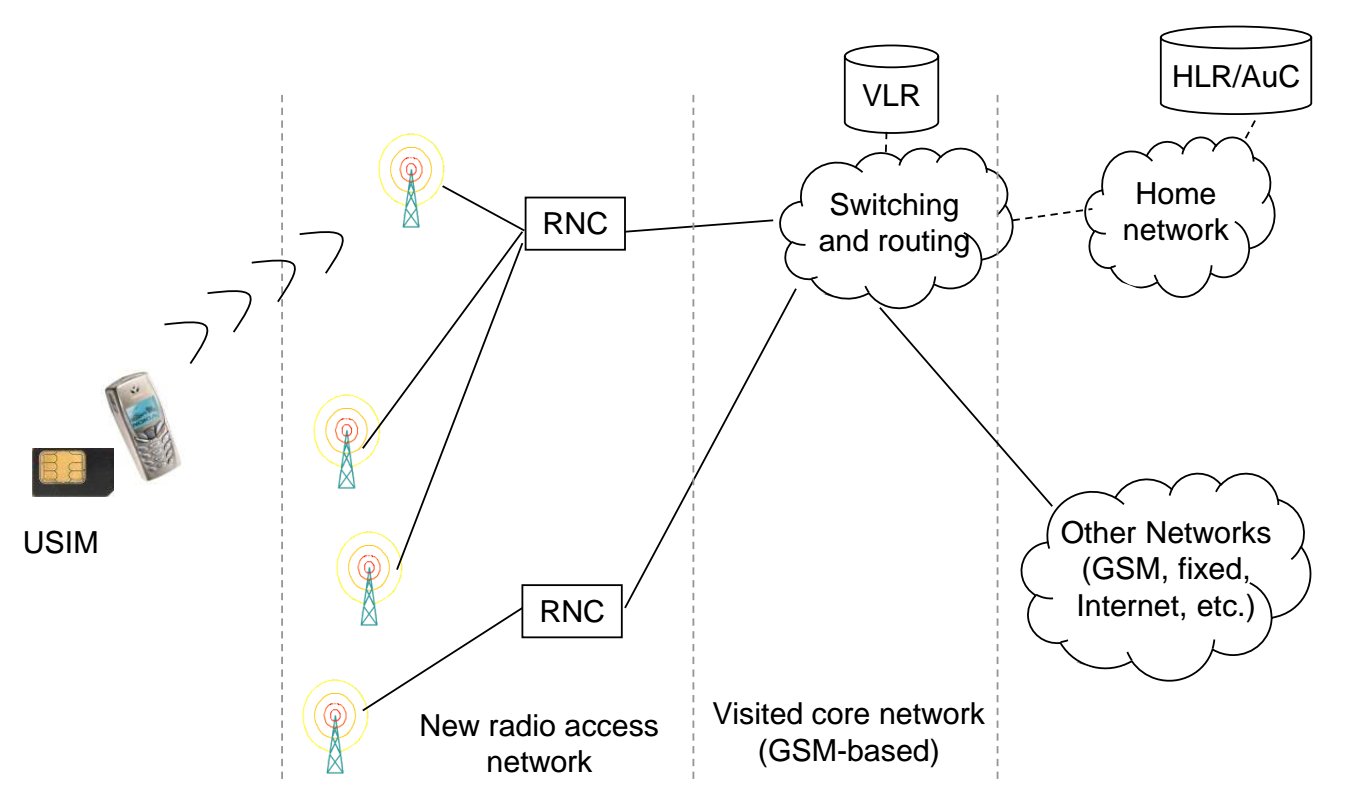 VLR
HLR/AuC
RNC
Switching
and routing
Home
network
USIM
Other Networks
(GSM, fixed,
Internet, etc.)
RNC
New radio access
network
Visited core network
(GSM-based)